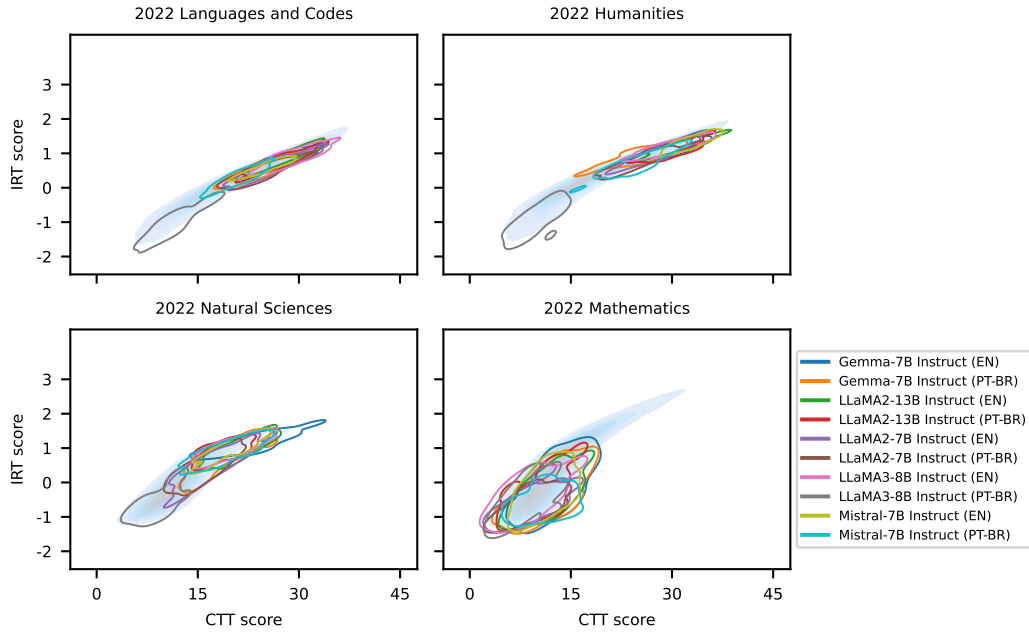 2022 Languages and Codes
2022 Humanities
IRT score
3
2
1
0
-1
-2
2022 Natural Sciences
2022 Mathematics
IRT score
3
2
1
0
-1
-2
0 15 30 45
0 15 30 45
CTT score
CTT score
Gemma-7B Instruct (EN)
Gemma-7B Instruct (PT-BR)
LLaMA2-13B Instruct (EN)
LLaMA2-13B Instruct (PT-BR)
LLaMA2-7B Instruct (EN)
LLaMA2-7B Instruct (PT-BR)
LLaMA3-8B Instruct (EN)
LLaMA3-8B Instruct (PT-BR)
Mistral-7B Instruct (EN)
Mistral-7B Instruct (PT-BR)